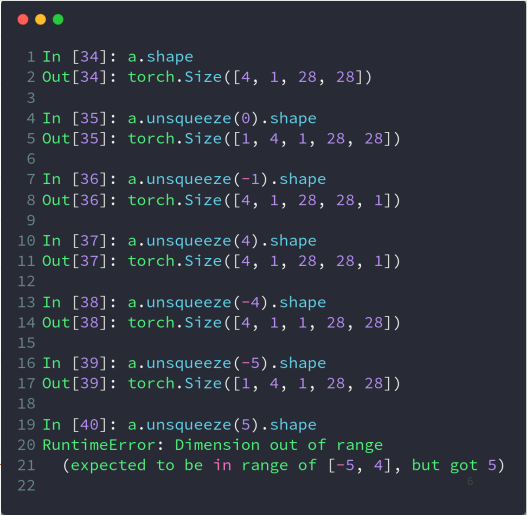 1 In [34]: a.shape
2 Out[34]: torch.Size([4, 1, 28, 28])
3
4 In [35]: a.unsqueeze(0).shape
5 Out[35]: torch.Size([1, 4, 1, 28, 28])
6
7 In [36]: a.unsqueeze(-1).shape
8 Out[36]: torch.Size([4, 1, 28, 28, 1])
9
10 In [37]: a.unsqueeze(4).shape
11 Out[37]: torch.Size([4, 1, 28, 28, 1])
12
13 In [38]: a.unsqueeze(-4).shape
14 Out[38]: torch.Size([4, 1, 1, 28, 28])
15
16 In [39]: a.unsqueeze(-5).shape
17 Out[39]: torch.Size([1, 4, 1, 28, 28])
18
19 In [40]: a.unsqueeze(5).shape
20 RuntimeError: Dimension out of range
21 (expected to be in range of [-5, 4], but got 5)
6
22